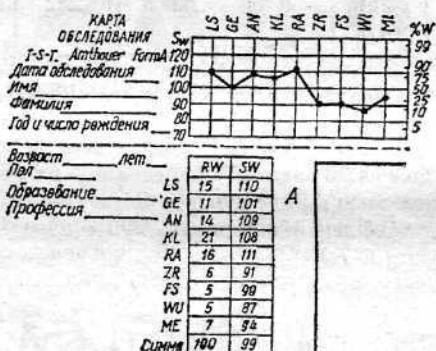 КАРТА
ОБСЛЕДОВАНИЯ
I-S-T. Amthouer FormA
Дата обследования
Имя
Фамилия
Год и число рождения
Sw
120
110
100
90
80
70
LS GE AN KL RA ZR FS WU ME
%W
99
90
75
50
25
10
5
Возраст лет
Пол
Образование
Профессия
RW SW
LS 15 110
GE 11 101
AN 14 109
KL 21 108
RA 16 111
ZR 6 91
FS 5 90
WU 5 87
ME 7 94
Сумма 100 99
A